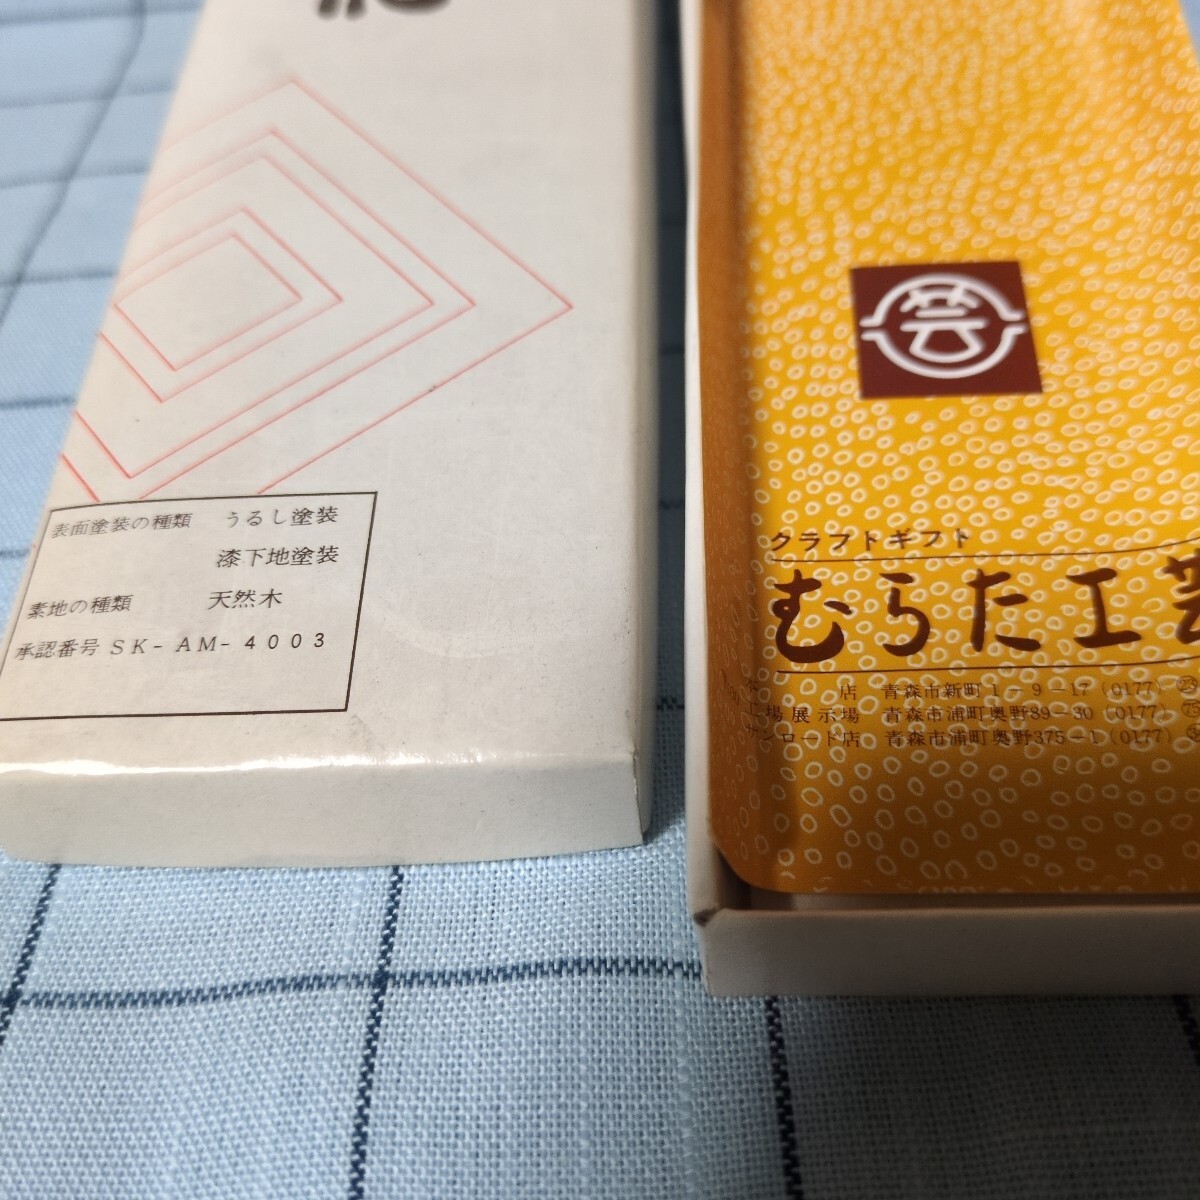 表面塗装の種類 うるし塗装
漆下地塗装
素地の種類 天然木
承認番号 SK-AM-4003
芸
クラフトギフト
むらた工芸
店 青森市新町1-9-17(0177)
工場展示場 青森市浦町奥野89-30(0177)
サンロード店 青森市浦町奥野375-1(0177)